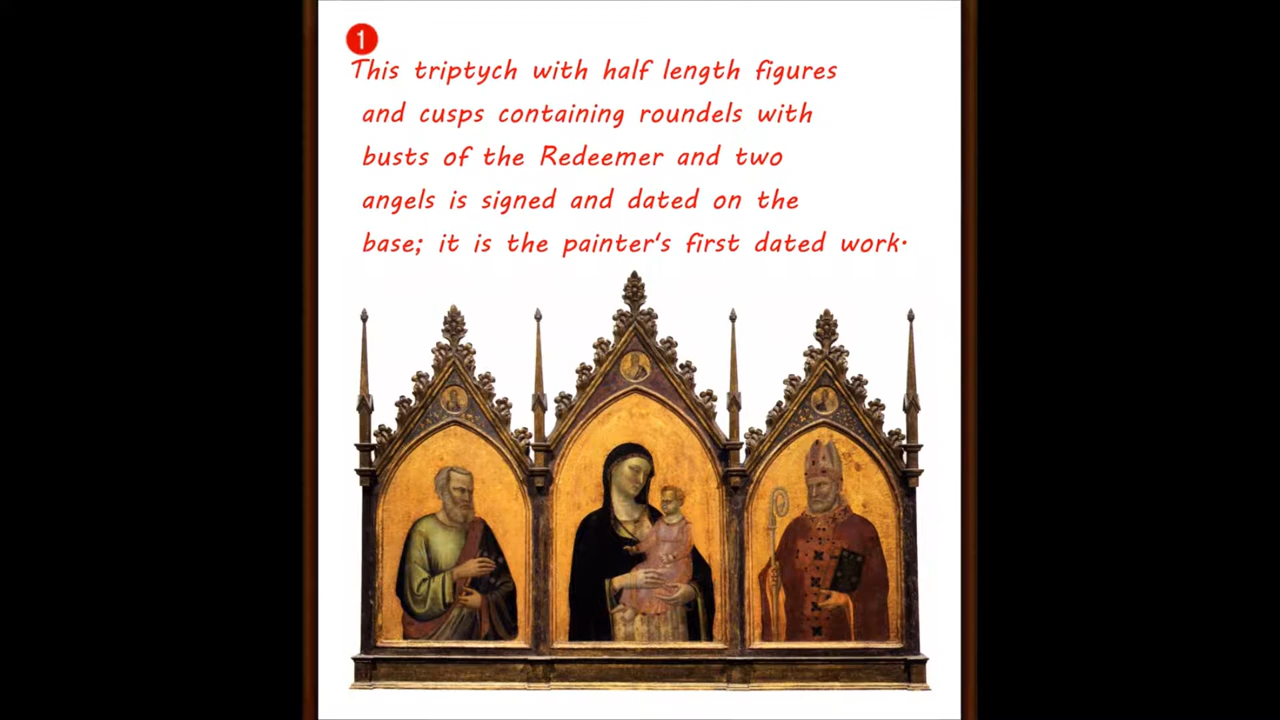 1
This triptych with half length figures
and cusps containing roundels with
busts of the Redeemer and two
angels is signed and dated on the
base; it is the painter's first dated work.